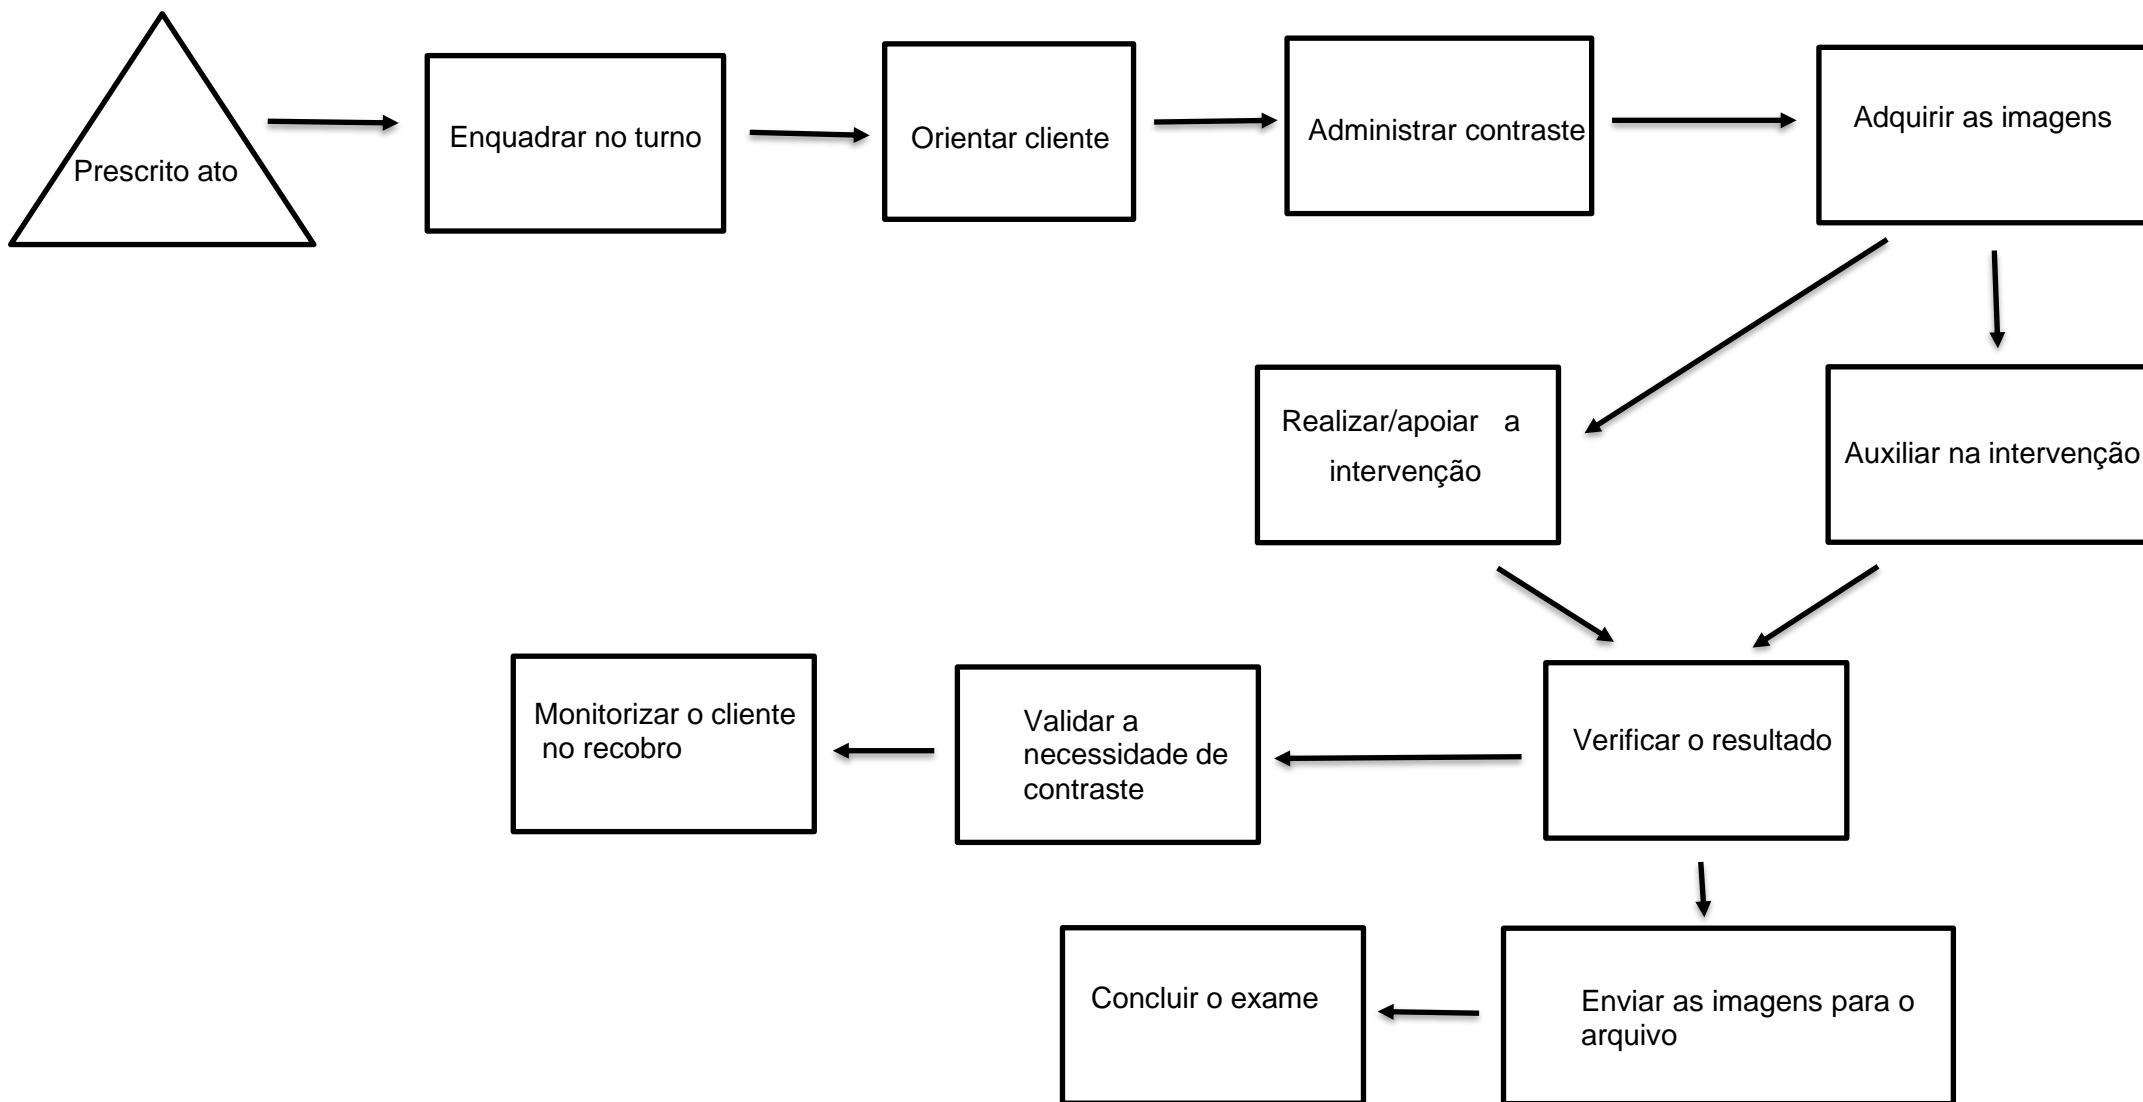 Prescrito ato
Enquadrar no turno
Orientar cliente
Administrar contraste
Adquirir as imagens
Realizar/apoiar a
intervenção
Auxiliar na intervenção
Monitorizar o cliente
no recobro
Validar a
necessidade de
contraste
Verificar o resultado
Concluir o exame
Enviar as imagens para o
arquivo